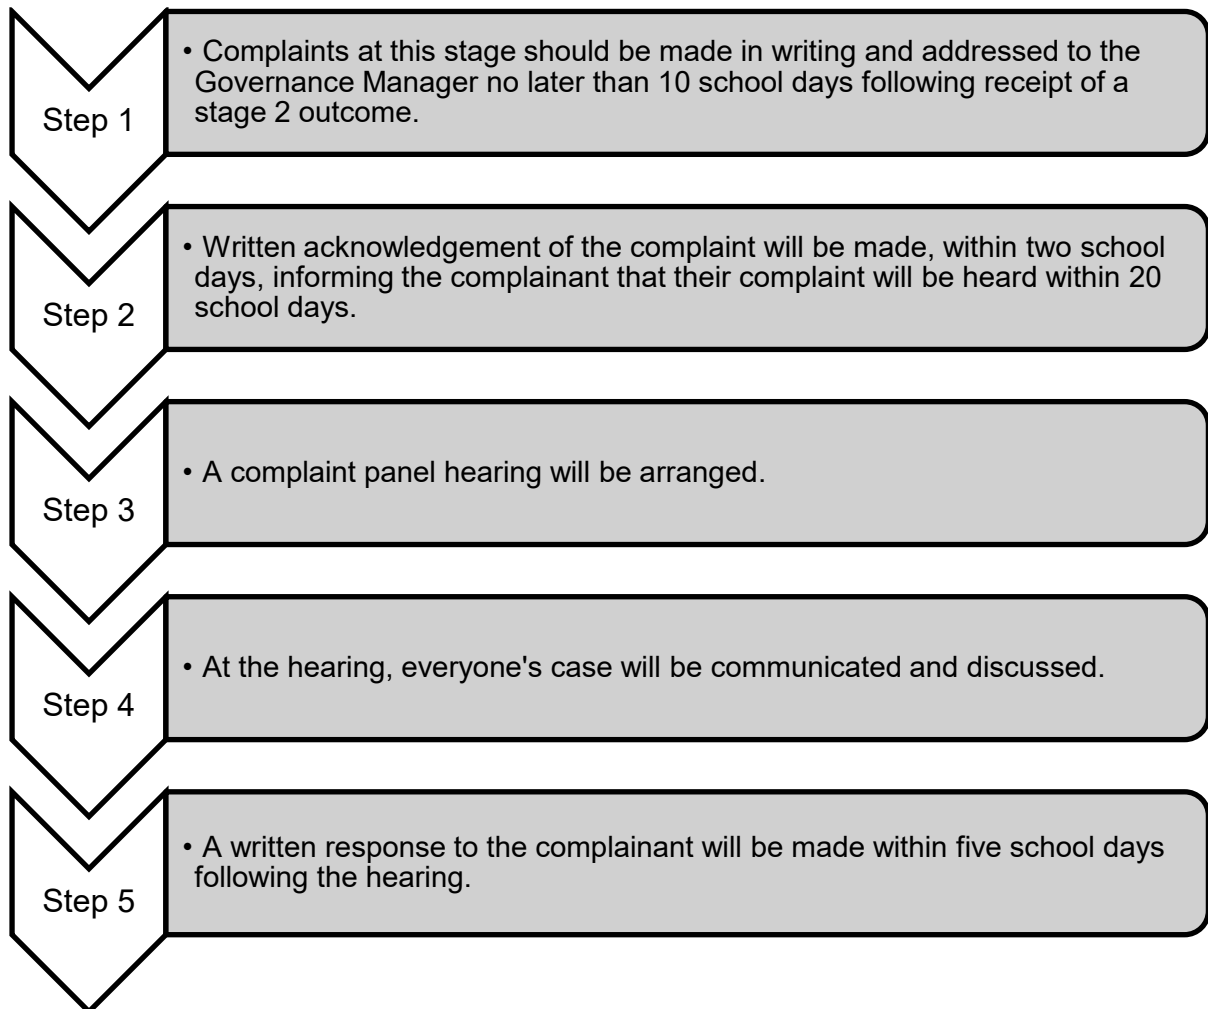 Step 1
• Complaints at this stage should be made in writing and addressed to the
Governance Manager no later than 10 school days following receipt of a
stage 2 outcome.
Step 2
• Written acknowledgement of the complaint will be made, within two school
days, informing the complainant that their complaint will be heard within 20
school days.
Step 3
• A complaint panel hearing will be arranged.
Step 4
• At the hearing, everyone's case will be communicated and discussed.
Step 5
• A written response to the complainant will be made within five school days
following the hearing.